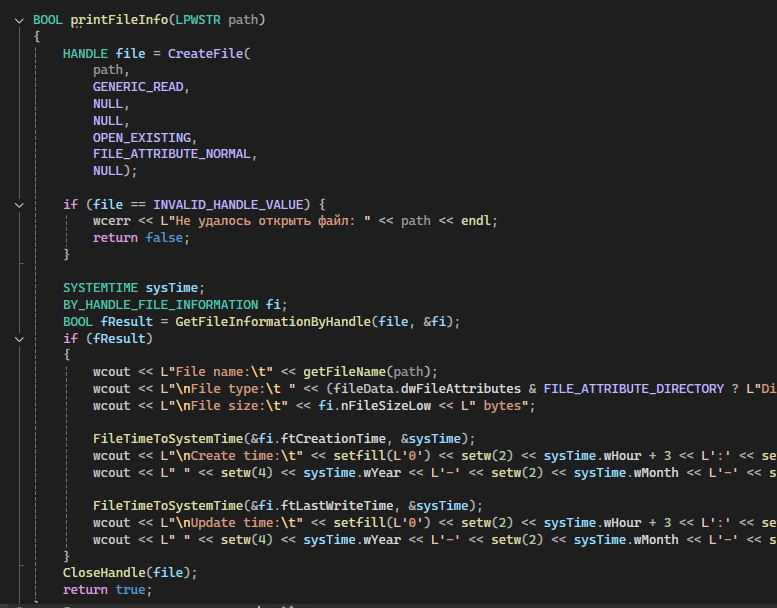 BOOL printFileInfo(LPWSTR path)
{
HANDLE file = CreateFile(
path,
GENERIC_READ,
NULL,
NULL,
OPEN_EXISTING,
FILE_ATTRIBUTE_NORMAL,
NULL);
if (file == INVALID_HANDLE_VALUE) {
wcerr << L"Не удалось открыть файл: " << path << endl;
return false;
}
SYSTEMTIME sysTime;
BY_HANDLE_FILE_INFORMATION fi;
BOOL fResult = GetFileInformationByHandle(file, &fi);
if (fResult)
{
wcout << L"File name:\t" << getFileName(path);
wcout << L"\nFile type:\t " << (fileData.dwFileAttributes & FILE_ATTRIBUTE_DIRECTORY ? L"Di
wcout << L"\nFile size:\t" << fi.nFileSizeLow << L" bytes";
FileTimeToSystemTime(&fi.ftCreationTime, &sysTime);
wcout << L"\nCreate time:\t" << setfill(L'0') << setw(2) << sysTime.wHour + 3 << L':' << se
wcout << L" " << setw(4) << sysTime.wYear << L'-' << setw(2) << sysTime.wMonth << L'-' << s
FileTimeToSystemTime(&fi.ftLastWriteTime, &sysTime);
wcout << L"\nUpdate time:\t" << setfill(L'0') << setw(2) << sysTime.wHour + 3 << L':' << se
wcout << L" " << setw(4) << sysTime.wYear << L'-' << setw(2) << sysTime.wMonth << L'-' << s
}
CloseHandle(file);
return true;